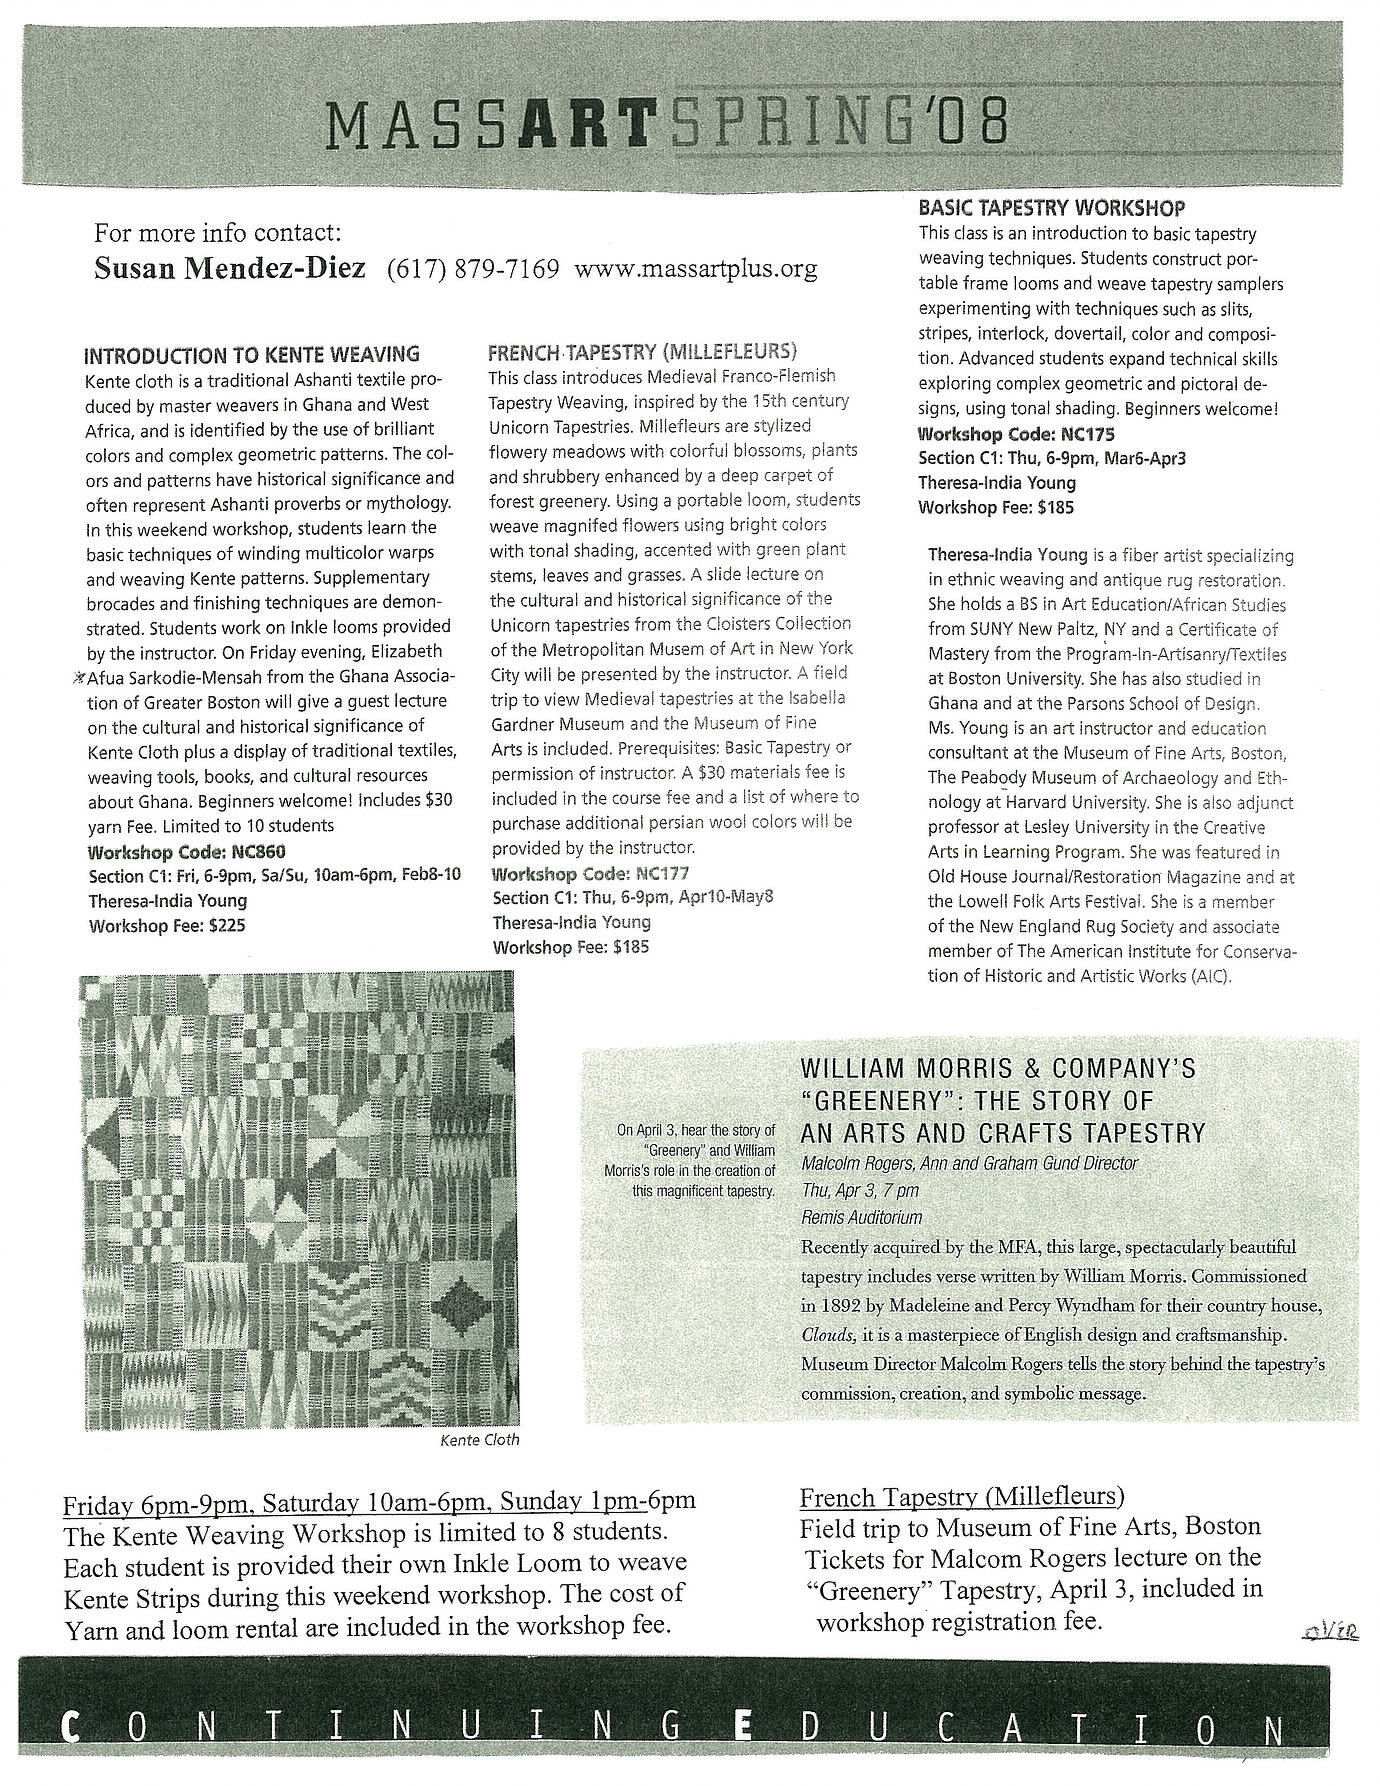 MASSARTSPRING'08
For more info contact:
Susan Mendez-Diez (617) 879-7169 www.massartplus.org
INTRODUCTION TO KENTE WEAVING
Kente cloth is a traditional Ashanti textile pro-
duced by master weavers in Ghana and West
Africa, and is identified by the use of brilliant
colors and complex geometric patterns. The col-
ors and patterns have historical significance and
often represent Ashanti proverbs or mythology.
In this weekend workshop, students learn the
basic techniques of winding multicolor warps
and weaving Kente patterns. Supplementary
brocades and finishing techniques are demon-
strated. Students work on Inkle looms provided
by the instructor. On Friday evening, Elizabeth
*Afua Sarkodie-Mensah from the Ghana Associa-
tion of Greater Boston will give a guest lecture
on the cultural and historical significance of
Kente Cloth plus a display of traditional textiles,
weaving tools, books, and cultural resources
about Ghana. Beginners welcome! Includes $30
yarn Fee. Limited to 10 students
Workshop Code: NC860
Section C1: Fri, 6-9pm, Sa/Su, 10am-6pm, Feb8-10
Theresa-India Young
Workshop Fee: $225
FRENCH TAPESTRY (MILLEFLEURS)
This class introduces Medieval Franco-Flemish
Tapestry Weaving, inspired by the 15th century
Unicorn Tapestries. Millefleurs are stylized
flowery meadows with colorful blossoms, plants
and shrubbery enhanced by a deep carpet of
forest greenery. Using a portable loom, students
weave magnifed flowers using bright colors
with tonal shading, accented with green plant
stems, leaves and grasses. A slide lecture on
the cultural and historical significance of the
Unicorn tapestries from the Cloisters Collection
of the Metropolitan Musem of Art in New York
City will be presented by the instructor. A field
trip to view Medieval tapestries at the Isabella
Gardner Museum and the Museum of Fine
Arts is included. Prerequisites: Basic Tapestry or
permission of instructor. A $30 materials fee is
included in the course fee and a list of where to
purchase additional persian wool colors will be
provided by the instructor.
Workshop Code: NC177
Section C1: Thu, 6-9pm, Apr10-May8
Theresa-India Young
Workshop Fee: $185
BASIC TAPESTRY WORKSHOP
This class is an introduction to basic tapestry
weaving techniques. Students construct por-
table frame looms and weave tapestry samplers
experimenting with techniques such as slits,
stripes, interlock, dovertail, color and composi-
tion. Advanced students expand technical skills
exploring complex geometric and pictoral de-
signs, using tonal shading. Beginners welcome!
Workshop Code: NC175
Section C1: Thu, 6-9pm, Mar6-Apr3
Theresa-India Young
Workshop Fee: $185
Theresa-India Young is a fiber artist specializing
in ethnic weaving and antique rug restoration.
She holds a BS in Art Education/African Studies
from SUNY New Paltz, NY and a Certificate of
Mastery from the Program-In-Artisanry/Textiles
at Boston University. She has also studied in
Ghana and at the Parsons School of Design.
Ms. Young is an art instructor and education
consultant at the Museum of Fine Arts, Boston,
The Peabody Museum of Archaeology and Eth-
nology at Harvard University. She is also adjunct
professor at Lesley University in the Creative
Arts in Learning Program. She was featured in
Old House Journal/Restoration Magazine and at
the Lowell Folk Arts Festival. She is a member
of the New England Rug Society and associate
member of The American Institute for Conserva-
tion of Historic and Artistic Works (AIC).
Kente Cloth
On April 3, hear the story of
"Greenery" and William
Morris's role in the creation of
this magnificent tapestry.
WILLIAM MORRIS & COMPANY'S
"GREENERY": THE STORY OF
AN ARTS AND CRAFTS TAPESTRY
Malcolm Rogers, Ann and Graham Gund Director
Thu, Apr 3, 7 pm
Remis Auditorium
Recently acquired by the MFA, this large, spectacularly beautiful
tapestry includes verse written by William Morris. Commissioned
in 1892 by Madeleine and Percy Wyndham for their country house,
Clouds, it is a masterpiece of English design and craftsmanship.
Museum Director Malcolm Rogers tells the story behind the tapestry's
commission, creation, and symbolic message.
Friday 6pm-9pm, Saturday 10am-6pm, Sunday 1pm-6pm
The Kente Weaving Workshop is limited to 8 students.
Each student is provided their own Inkle Loom to weave
Kente Strips during this weekend workshop. The cost of
Yarn and loom rental are included in the workshop fee.
French Tapestry (Millefleurs)
Field trip to Museum of Fine Arts, Boston
Tickets for Malcom Rogers lecture on the
"Greenery" Tapestry, April 3, included in
workshop registration fee.
OVER
CONTINUING EDUCATION